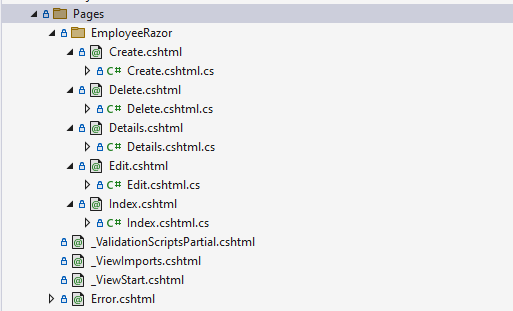 Pages
EmployeeRazor
Create.cshtml
C# Create.cshtml.cs
Delete.cshtml
C# Delete.cshtml.cs
Details.cshtml
C# Details.cshtml.cs
Edit.cshtml
C# Edit.cshtml.cs
Index.cshtml
C# Index.cshtml.cs
_ValidationScriptsPartial.cshtml
_ViewImports.cshtml
_ViewStart.cshtml
Error.cshtml